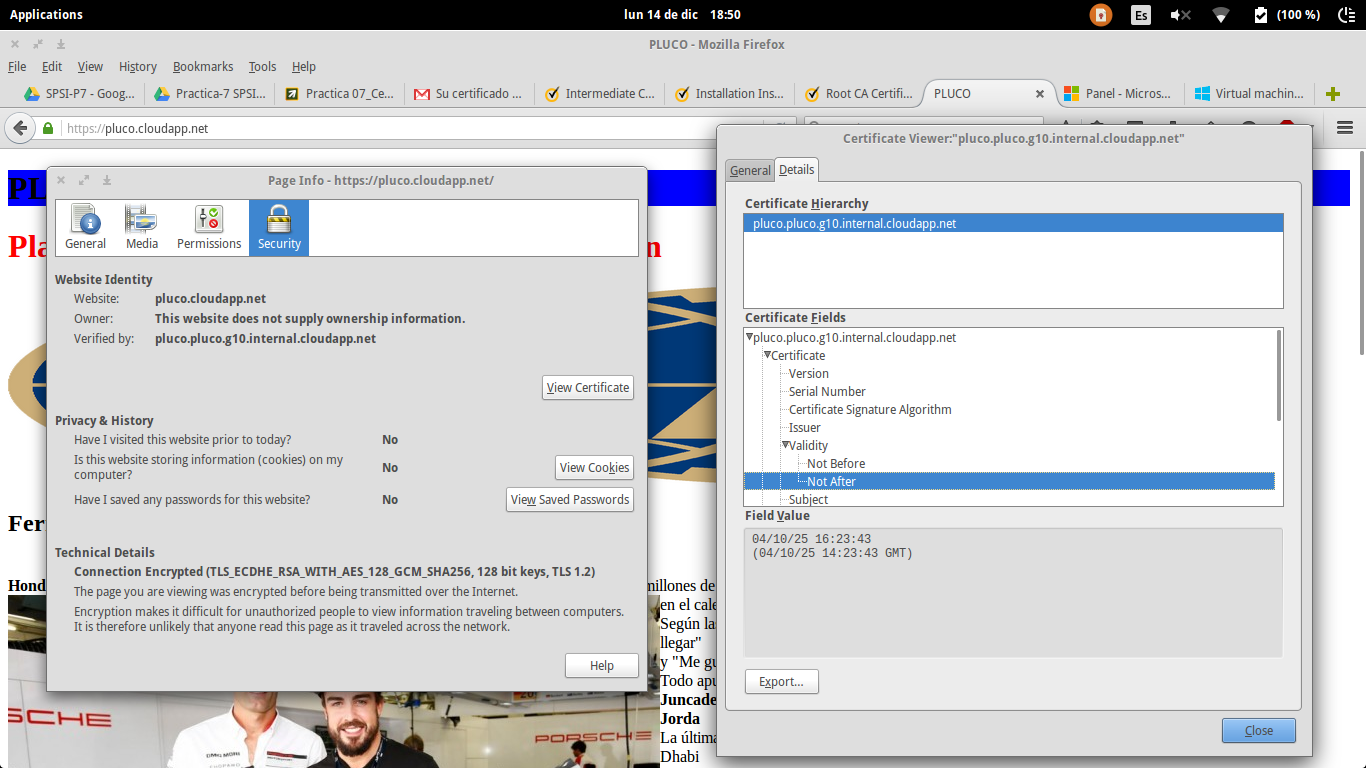 Applications
lun 14 de dic 18:50
Es
(100 %)
PLUCO - Mozilla Firefox
File Edit View History Bookmarks Tools Help
SPSI-P7 - Goog...
Practica-7 SPSI...
Practica 07_Ce...
Su certificado ...
Intermediate C...
Installation Ins...
Root CA Certifi...
PLUCO
Panel - Micros...
Virtual machin...
https://pluco.cloudapp.net
Page Info - https://pluco.cloudapp.net/
General
Media
Permissions
Security
Website Identity
Website: pluco.cloudapp.net
Owner: This website does not supply ownership information.
Verified by: pluco.pluco.g10.internal.cloudapp.net
View Certificate
Privacy & History
Have I visited this website prior to today? No
Is this website storing information (cookies) on my
computer?
No
View Cookies
Have I saved any passwords for this website? No
View Saved Passwords
Technical Details
Connection Encrypted (TLS_ECDHE_RSA_WITH_AES_128_GCM_SHA256, 128 bit keys, TLS 1.2)
The page you are viewing was encrypted before being transmitted over the Internet.
Encryption makes it difficult for unauthorized people to view information traveling between computers.
It is therefore unlikely that anyone read this page as it traveled across the network.
Help
Certificate Viewer:"pluco.pluco.g10.internal.cloudapp.net"
General
Details
Certificate Hierarchy
pluco.pluco.g10.internal.cloudapp.net
Certificate Fields
pluco.pluco.g10.internal.cloudapp.net
Certificate
Version
Serial Number
Certificate Signature Algorithm
Issuer
Validity
Not Before
Not After
Subject
Field Value
04/10/25 16:23:43
(04/10/25 14:23:43 GMT)
Export...
Close
Pla
n
Fer
Hond
millones de
en el cale
Según las
llegar"
y "Me gu
Todo apu
Juncade
Jorda
La última
Dhabi
SCHE
PORSCHE